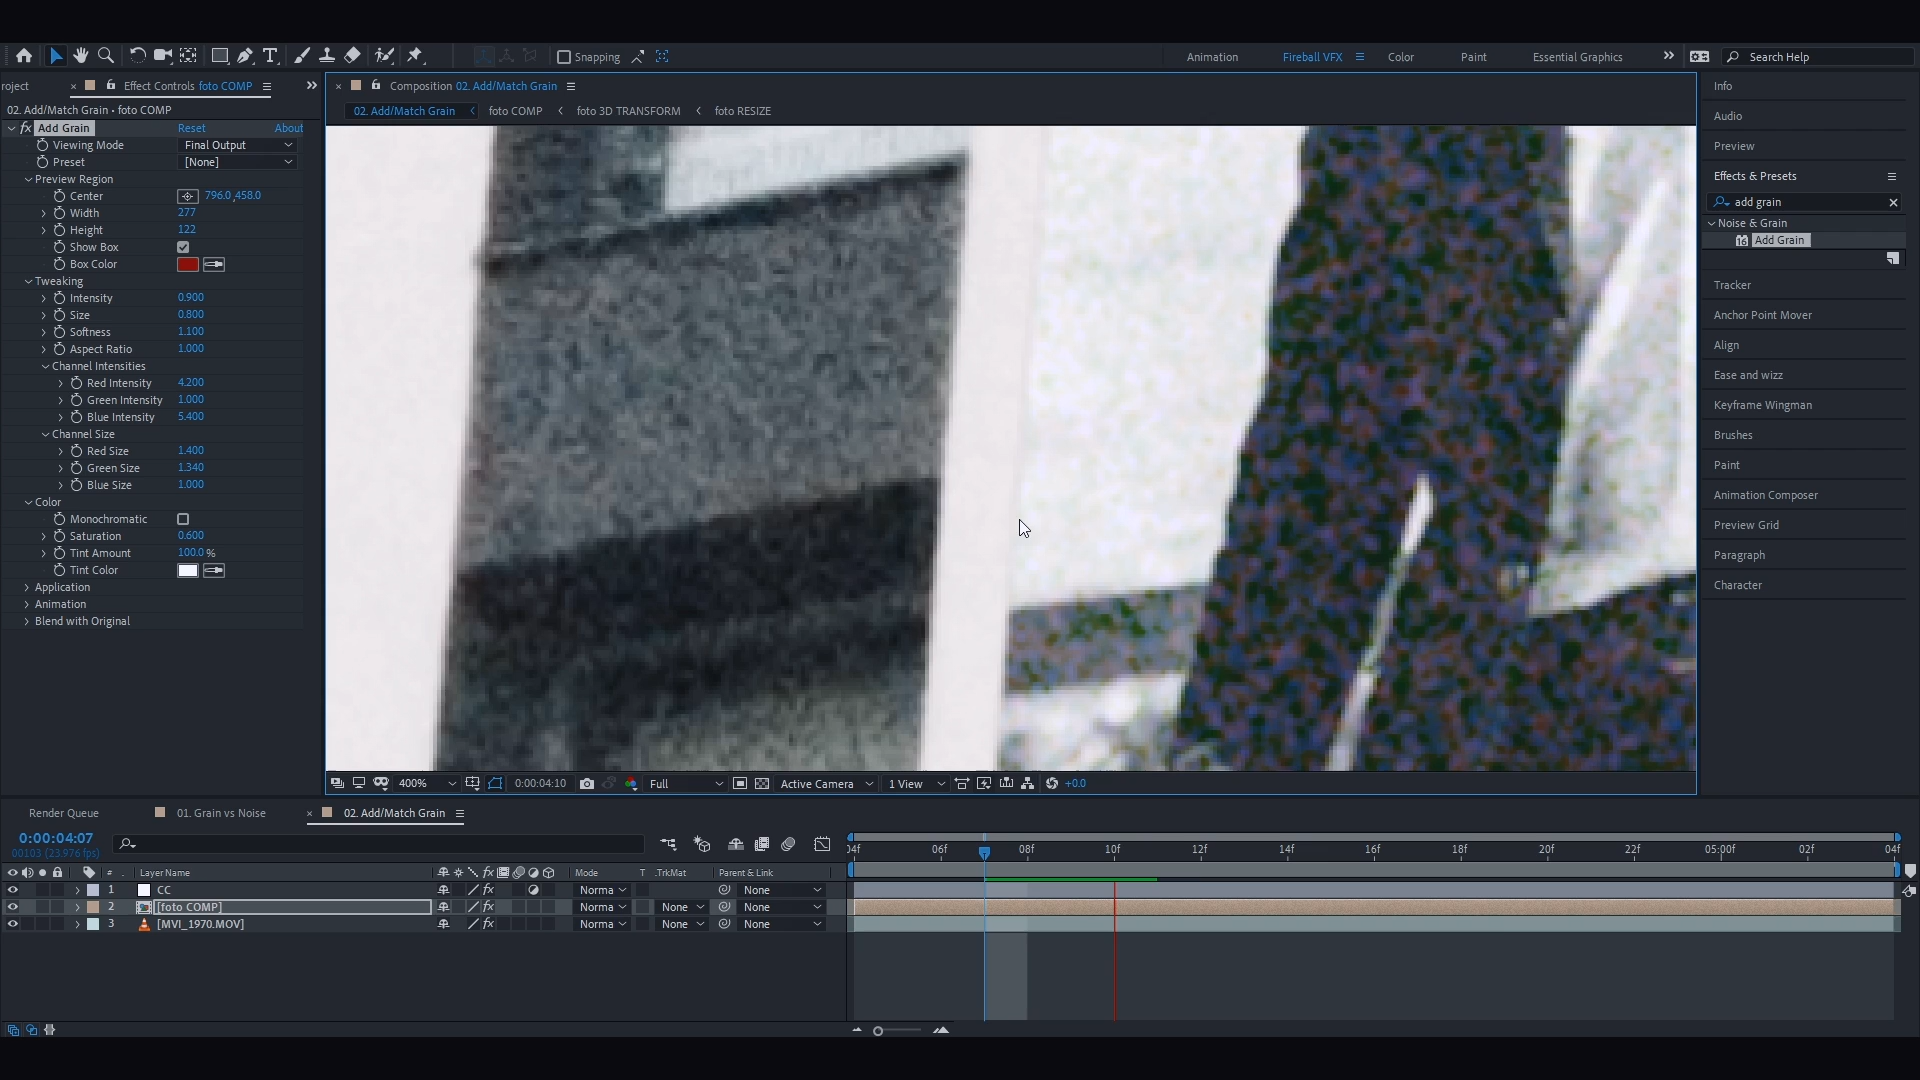 Snapping
Animation
Fireball VFX
Color
Paint
Essential Graphics
Search Help
roject
Effect Controls foto COMP
Composition 02. Add/Match Grain
Info
02. Add/Match Grain • foto COMP
02. Add/Match Grain
foto COMP
foto 3D TRANSFORM
foto RESIZE
Audio
fx Add Grain
Reset
About
Viewing Mode
Final Output
Preview
Preset
[None]
Preview Region
Effects & Presets
Center
796.0,458.0
add grain
Width
277
Noise & Grain
Height
122
Add Grain
Show Box
Box Color
Tweaking
Tracker
Intensity
0.900
Size
0.800
Anchor Point Mover
Softness
1.100
Aspect Ratio
1.000
Align
Channel Intensities
Ease and wizz
Red Intensity
4.200
Green Intensity
1.000
Keyframe Wingman
Blue Intensity
5.400
Channel Size
Brushes
Red Size
1.400
Green Size
1.340
Paint
Blue Size
1.000
Color
Animation Composer
Monochromatic
Saturation
0.600
Preview Grid
Tint Amount
100.0 %
Paragraph
Tint Color
Application
Character
Animation
Blend with Original
400%
0:00:04:10
Full
Active Camera
1 View
+0.0
Render Queue
01. Grain vs Noise
02. Add/Match Grain
0:00:04:07
00103 (23.976 fps)
04f
06f
08f
10f
12f
14f
16f
18f
20f
22f
05:00f
02f
04f
#
Layer Name
fx
Mode
T
.TrkMat
Parent & Link
1
CC
fx
Norma
None
2
[foto COMP]
fx
Norma
None
None
3
[MVI_1970.MOV]
fx
Norma
None
None